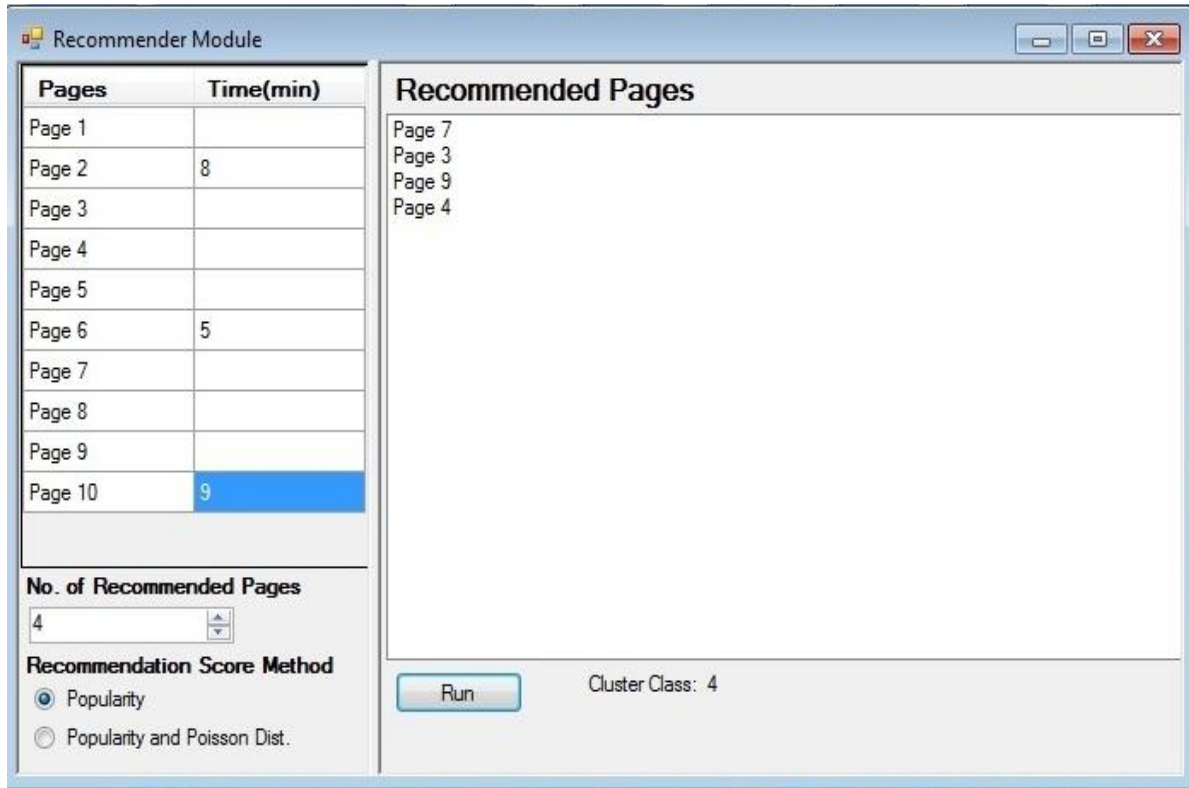 Recommender Module
Pages Time(min)
Page 1
Page 2 8
Page 3
Page 4
Page 5
Page 6 5
Page 7
Page 8
Page 9
Page 10 9
No. of Recommended Pages
4
Recommendation Score Method
Popularity
Popularity and Poisson Dist.
Recommended Pages
Page 7
Page 3
Page 9
Page 4
Run Cluster Class: 4